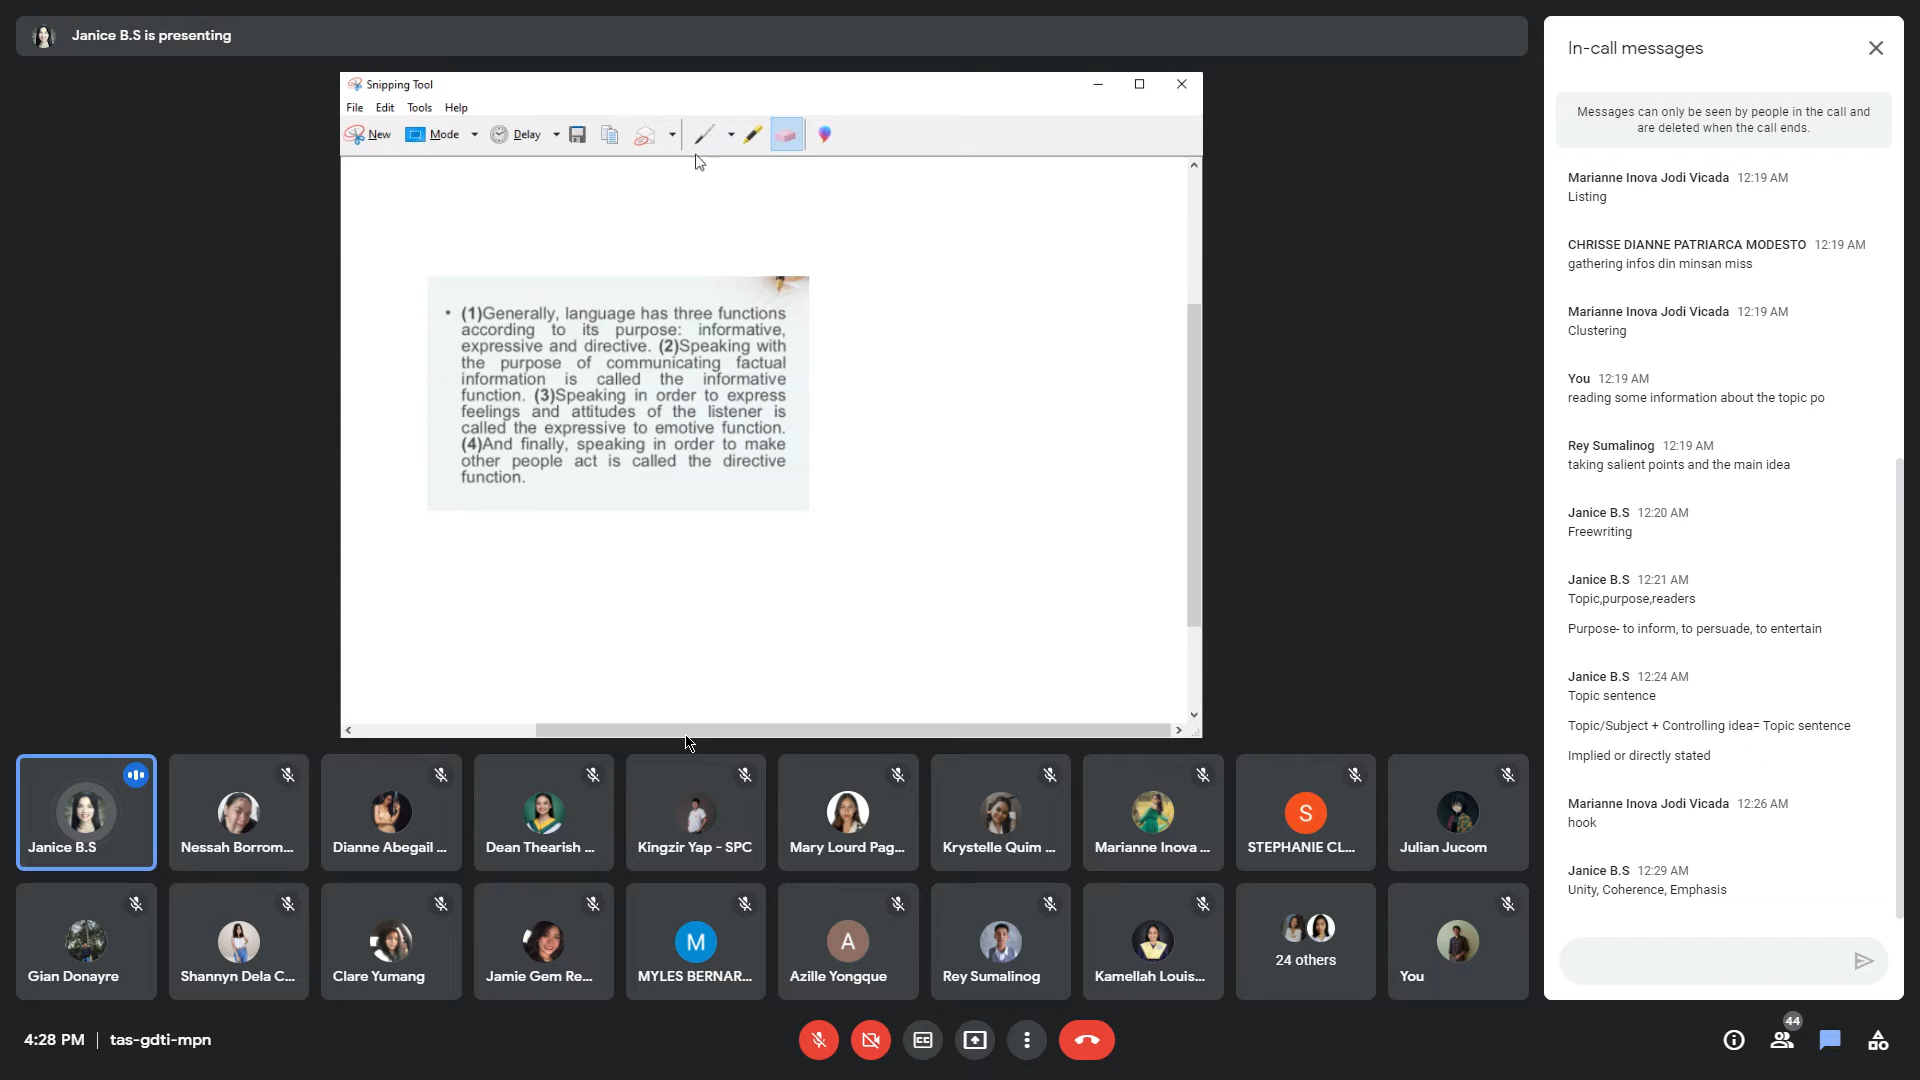 Janice B.S is presenting
Snipping Tool
File Edit Tools Help
New Mode Delay
• (1)Generally, language has three functions
according to its purpose: informative,
expressive and directive. (2)Speaking with
the purpose of communicating factual
information is called the informative
function. (3)Speaking in order to express
feelings and attitudes of the listener is
called the expressive to emotive function.
(4)And finally, speaking in order to make
other people act is called the directive
function.
Janice B.S
Nessah Borrom...
Dianne Abegail ...
Dean Thearish ...
Kingzir Yap - SPC
Mary Lourd Pag...
Krystelle Quim ...
Marianne Inova ...
S
STEPHANIE CL...
Julian Jucom
Gian Donayre
Shannyn Dela C...
Clare Yumang
Jamie Gem Re...
M
MYLES BERNAR...
A
Azille Yongque
Rey Sumalinog
Kamellah Louis...
24 others
You
4:28 PM | tas-gdti-mpn
44
In-call messages
Messages can only be seen by people in the call and
are deleted when the call ends.
Marianne Inova Jodi Vicada 12:19 AM
Listing
CHRISSE DIANNE PATRIARCA MODESTO 12:19 AM
gathering infos din minsan miss
Marianne Inova Jodi Vicada 12:19 AM
Clustering
You 12:19 AM
reading some information about the topic po
Rey Sumalinog 12:19 AM
taking salient points and the main idea
Janice B.S 12:20 AM
Freewriting
Janice B.S 12:21 AM
Topic,purpose,readers
Purpose- to inform, to persuade, to entertain
Janice B.S 12:24 AM
Topic sentence
Topic/Subject + Controlling idea= Topic sentence
Implied or directly stated
Marianne Inova Jodi Vicada 12:26 AM
hook
Janice B.S 12:29 AM
Unity, Coherence, Emphasis